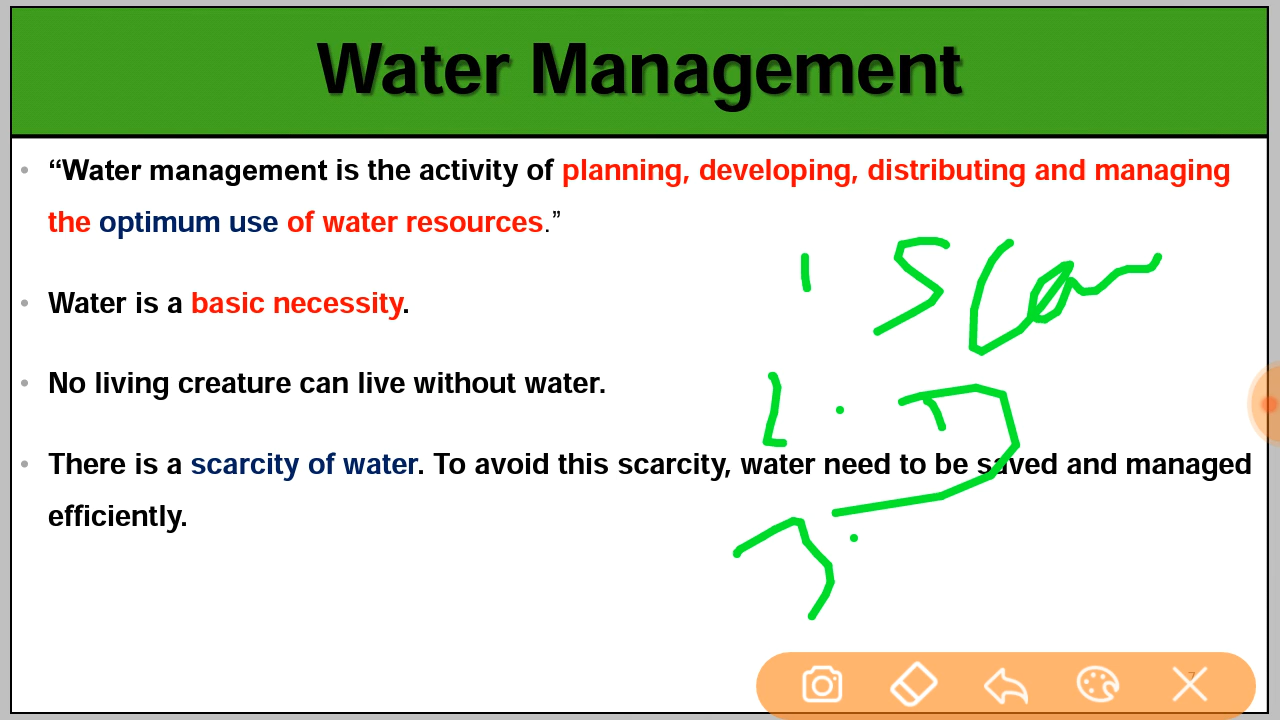 Water Management
• “Water management is the activity of planning, developing, distributing and managing
the optimum use of water resources.”
• Water is a basic necessity.
• No living creature can live without water.
• There is a scarcity of water. To avoid this scarcity, water need to be saved and managed
efficiently.
7